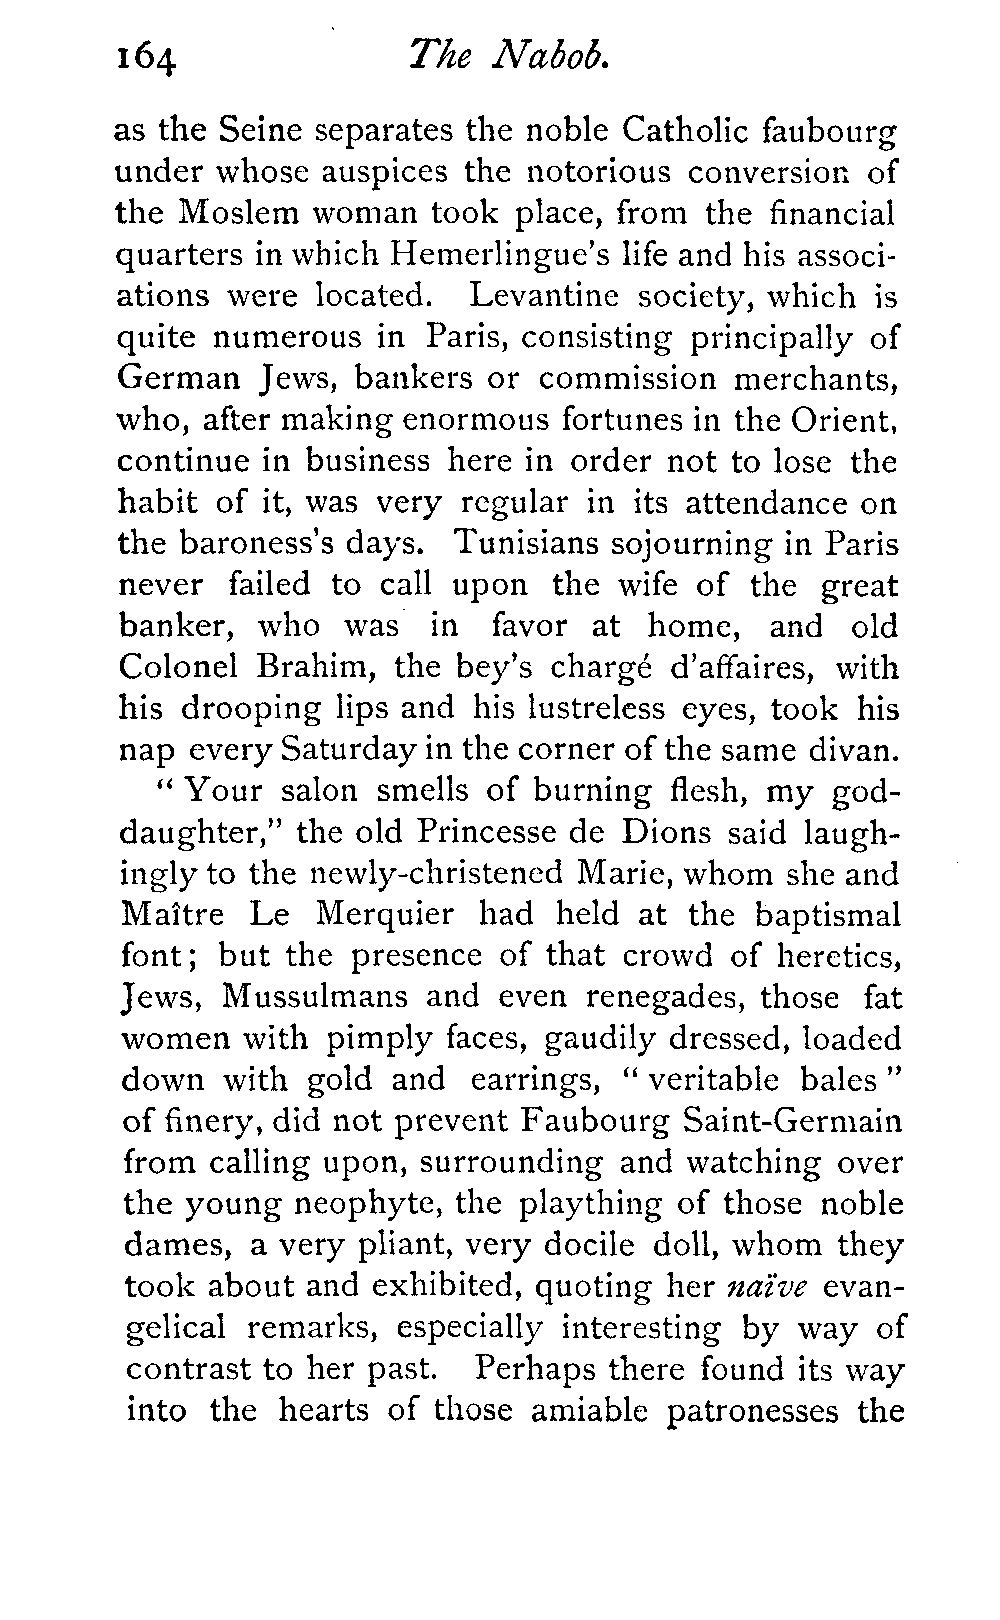 164 The Nabob.
as the Seine separates the noble Catholic faubourg
under whose auspices the notorious conversion of
the Moslem woman took place, from the financial
quarters in which Hemerlingue's life and his associ-
ations were located. Levantine society, which is
quite numerous in Paris, consisting principally of
German Jews, bankers or commission merchants,
who, after making enormous fortunes in the Orient,
continue in business here in order not to lose the
habit of it, was very regular in its attendance on
the baroness's days. Tunisians sojourning in Paris
never failed to call upon the wife of the great
banker, who was in favor at home, and old
Colonel Brahim, the bey's chargé d'affaires, with
his drooping lips and his lustreless eyes, took his
nap every Saturday in the corner of the same divan.
" Your salon smells of burning flesh, my god-
daughter," the old Princesse de Dions said laugh-
ingly to the newly-christened Marie, whom she and
Maître Le Merquier had held at the baptismal
font; but the presence of that crowd of heretics,
Jews, Mussulmans and even renegades, those fat
women with pimply faces, gaudily dressed, loaded
down with gold and earrings, " veritable bales "
of finery, did not prevent Faubourg Saint-Germain
from calling upon, surrounding and watching over
the young neophyte, the plaything of those noble
dames, a very pliant, very docile doll, whom they
took about and exhibited, quoting her naïve evan-
gelical remarks, especially interesting by way of
contrast to her past. Perhaps there found its way
into the hearts of those amiable patronesses the